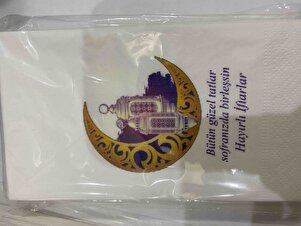 Bütün güzel tatlar
sofranızda birleşsin
Hayırlı İftarlar